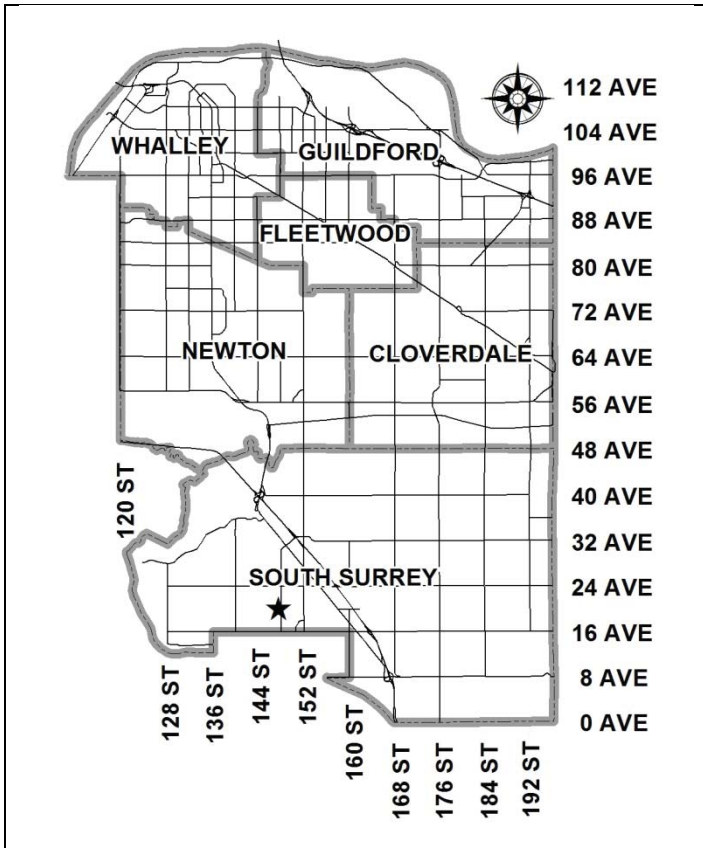 112 AVE
104 AVE
WHALLEY
GUILDFORD
96 AVE
88 AVE
FLEETWOOD
80 AVE
72 AVE
NEWTON
CLOVERDALE
64 AVE
56 AVE
48 AVE
120 ST
40 AVE
32 AVE
SOUTH SURREY
24 AVE
16 AVE
128 ST
136 ST
144 ST
152 ST
160 ST
8 AVE
0 AVE
168 ST
176 ST
184 ST
192 ST